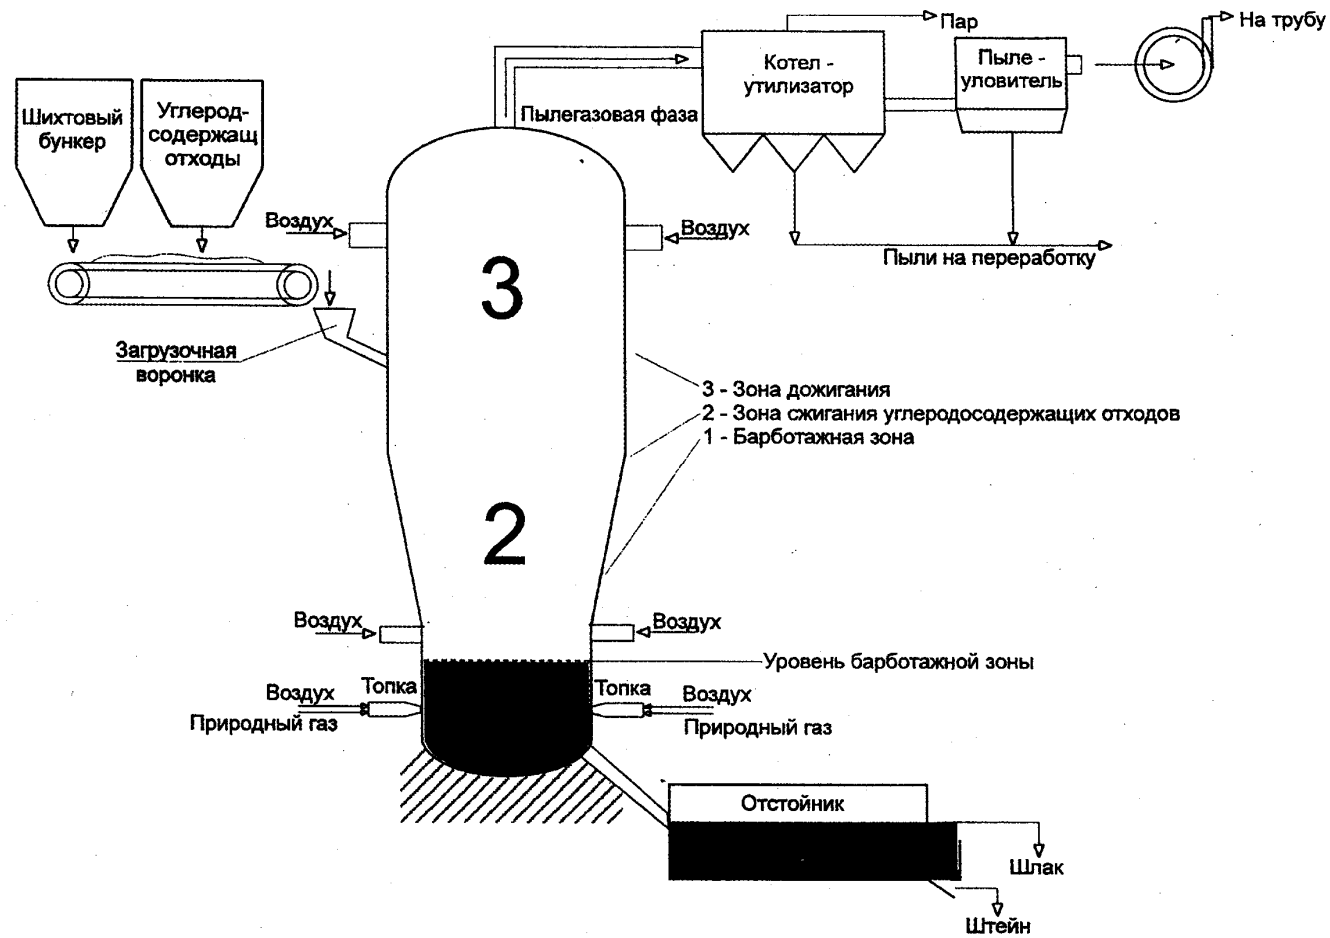 Пар
На трубу
Котел -
утилизатор
Пыле -
уловитель
Шихтовый
бункер
Углерод-
содержащ
отходы
Пылегазовая фаза
Воздух
Воздух
Пыли на переработку
3
Загрузочная
воронка
3 - Зона дожигания
2 - Зона сжигания углеродосодержащих отходов
1 - Барботажная зона
2
Воздух
Воздух
Уровень барботажной зоны
Воздух
Топка
Топка
Воздух
Природный газ
Природный газ
Отстойник
Шлак
Штейн